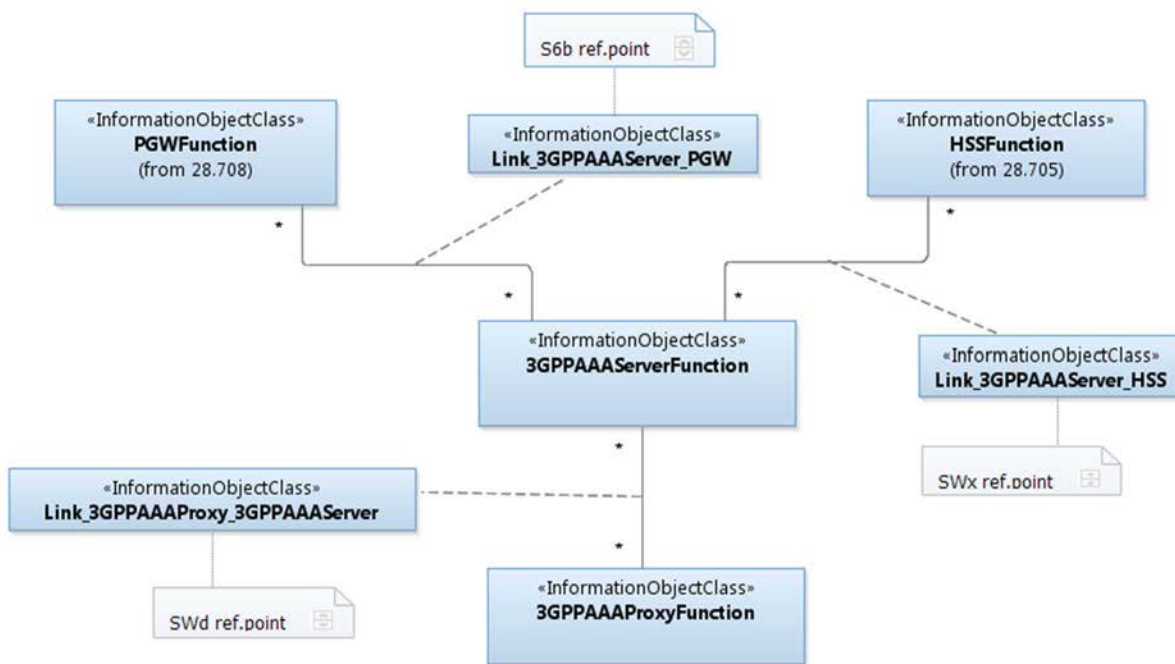 S6b ref.point
«InformationObjectClass»
PGWFunction
(from 28.708)
«InformationObjectClass»
Link_3GPPAAAServer_PGW
«InformationObjectClass»
HSSFunction
(from 28.705)
*
*
*
*
«InformationObjectClass»
3GPPAAAServerFunction
«InformationObjectClass»
Link_3GPPAAAServer_HSS
*
SWx ref.point
«InformationObjectClass»
Link_3GPPAAAProxy_3GPPAAAServer
*
«InformationObjectClass»
3GPPAAAProxyFunction
SWd ref.point